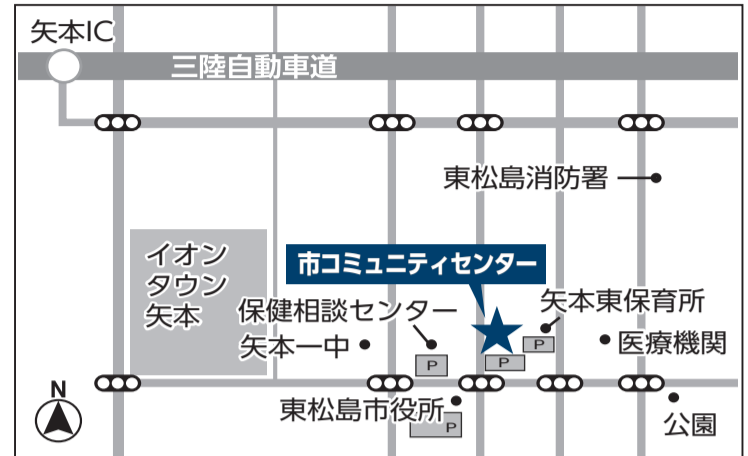 矢本IC
三陸自動車道
東松島消防署
イオン
タウン
矢本
市コミュニティセンター
保健相談センター
矢本東保育所
矢本一中
医療機関
P
P
P
N
東松島市役所
P
公園